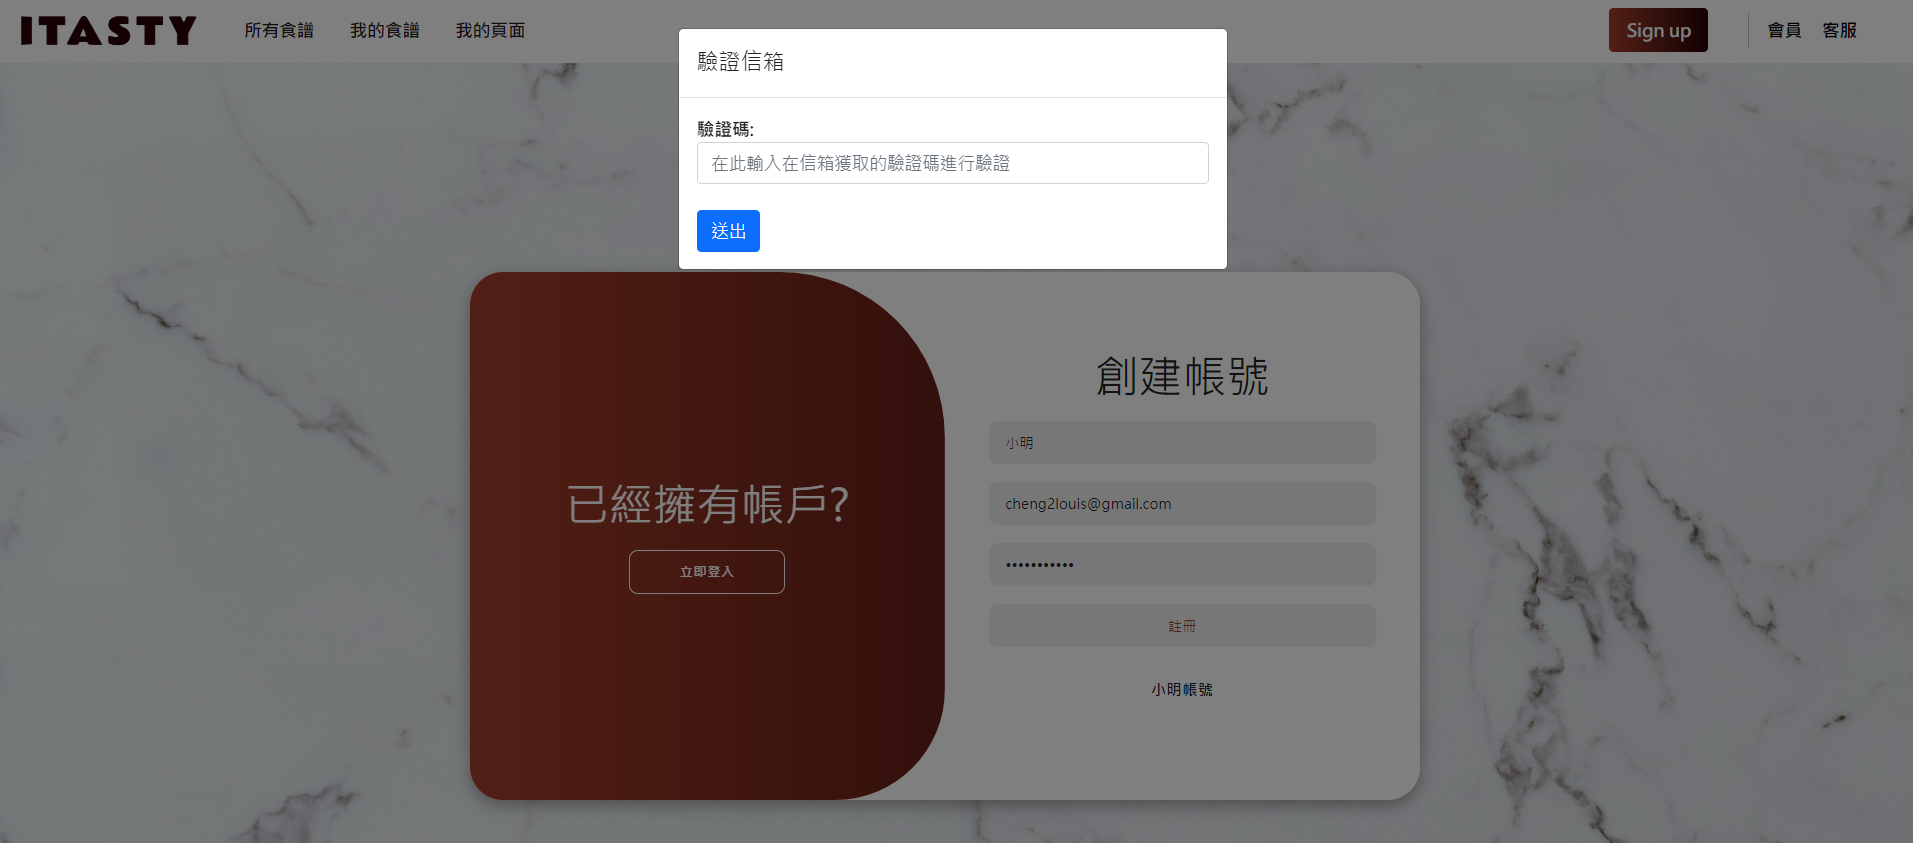 ITASTY
所有食譜
我的食譜
我的頁面
Sign up
會員
客服
驗證信箱
驗證碼:
在此輸入在信箱獲取的驗證碼進行驗證
送出
已經擁有帳戶?
立即登入
創建帳號
小明
cheng2louis@gmail.com
•••••••••••
註冊
小明帳號